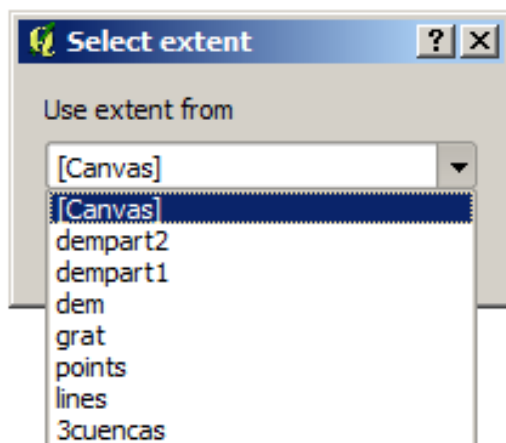 Select extent
Use extent from
[Canvas]
[Canvas]
dempart2
dempart1
dem
grat
points
lines
3cuencas